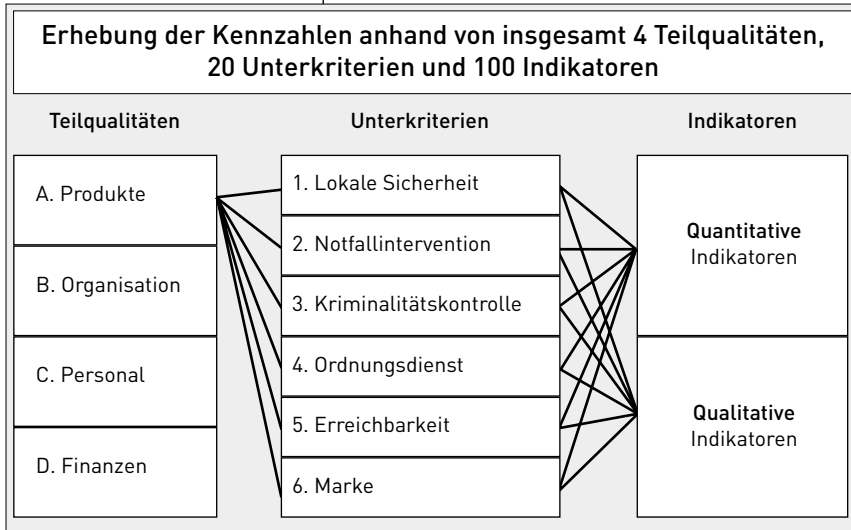 Erhebung der Kennzahlen anhand von insgesamt 4 Teilqualitäten,
20 Unterkriterien und 100 Indikatoren
Teilqualitäten
Unterkriterien
Indikatoren
A. Produkte
B. Organisation
C. Personal
D. Finanzen
1. Lokale Sicherheit
2. Notfallintervention
3. Kriminalitätskontrolle
4. Ordnungsdienst
5. Erreichbarkeit
6. Marke
Quantitative
Indikatoren
Qualitative
Indikatoren